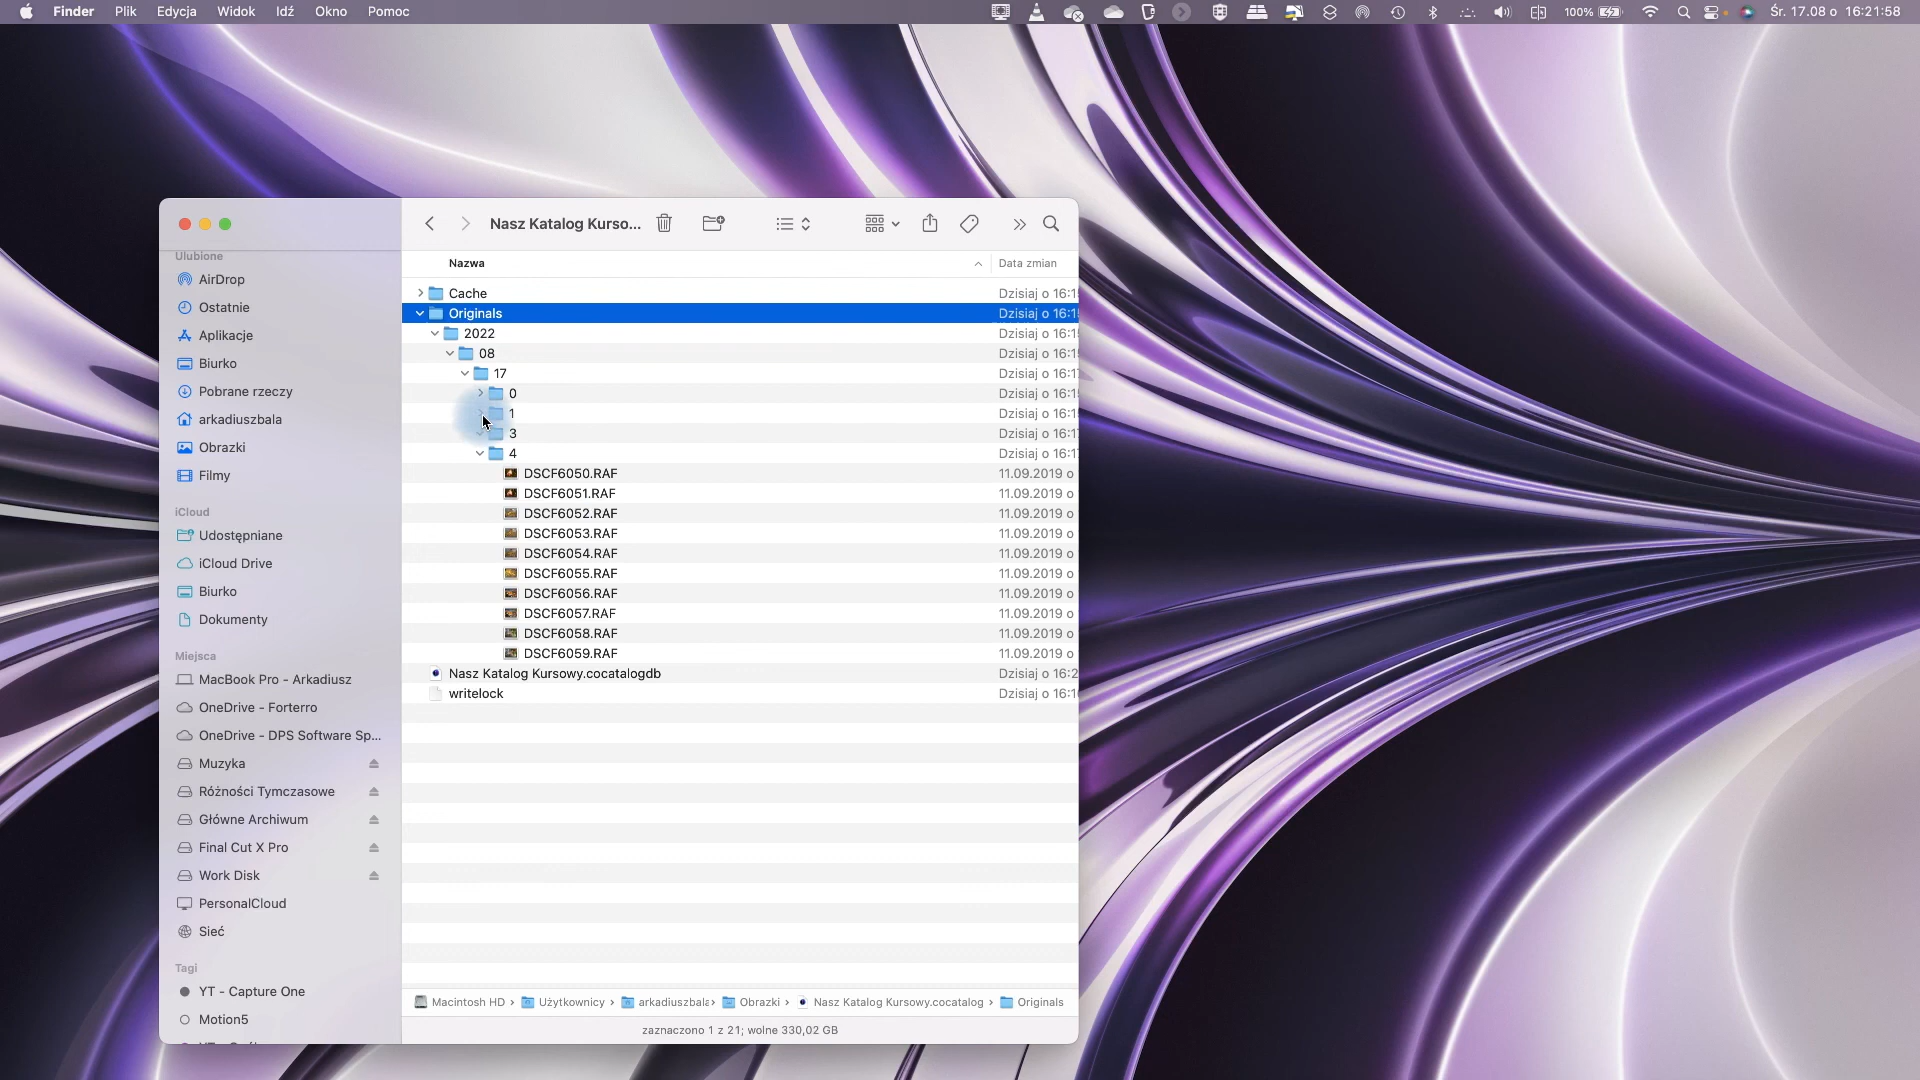 Finder Plik Edycja Widok Idź Okno Pomoc 100% Śr. 17.08 o 16:21:58
Nasz Katalog Kurso...
Ulubione
AirDrop
Ostatnie
Aplikacje
Biurko
Pobrane rzeczy
arkadiuszbala
Obrazki
Filmy
iCloud
Udostępniane
iCloud Drive
Biurko
Dokumenty
Miejsca
MacBook Pro - Arkadiusz
OneDrive - Forterro
OneDrive - DPS Software Sp...
Muzyka
Różności Tymczasowe
Główne Archiwum
Final Cut X Pro
Work Disk
PersonalCloud
Sieć
Tagi
YT - Capture One
Motion5
Nazwa Data zmian
Cache Dzisiaj o 16:1
Originals Dzisiaj o 16:1
2022 Dzisiaj o 16:1
08 Dzisiaj o 16:1
17 Dzisiaj o 16:1
0 Dzisiaj o 16:1
1 Dzisiaj o 16:1
3 Dzisiaj o 16:1
4 Dzisiaj o 16:1
DSCF6050.RAF 11.09.2019 o
DSCF6051.RAF 11.09.2019 o
DSCF6052.RAF 11.09.2019 o
DSCF6053.RAF 11.09.2019 o
DSCF6054.RAF 11.09.2019 o
DSCF6055.RAF 11.09.2019 o
DSCF6056.RAF 11.09.2019 o
DSCF6057.RAF 11.09.2019 o
DSCF6058.RAF 11.09.2019 o
DSCF6059.RAF 11.09.2019 o
Nasz Katalog Kursowy.cocatalogdb Dzisiaj o 16:2
writelock Dzisiaj o 16:1
Macintosh HD › Użytkownicy › arkadiuszbala › Obrazki › Nasz Katalog Kursowy.cocatalog › Originals
zaznaczono 1 z 21; wolne 330,02 GB